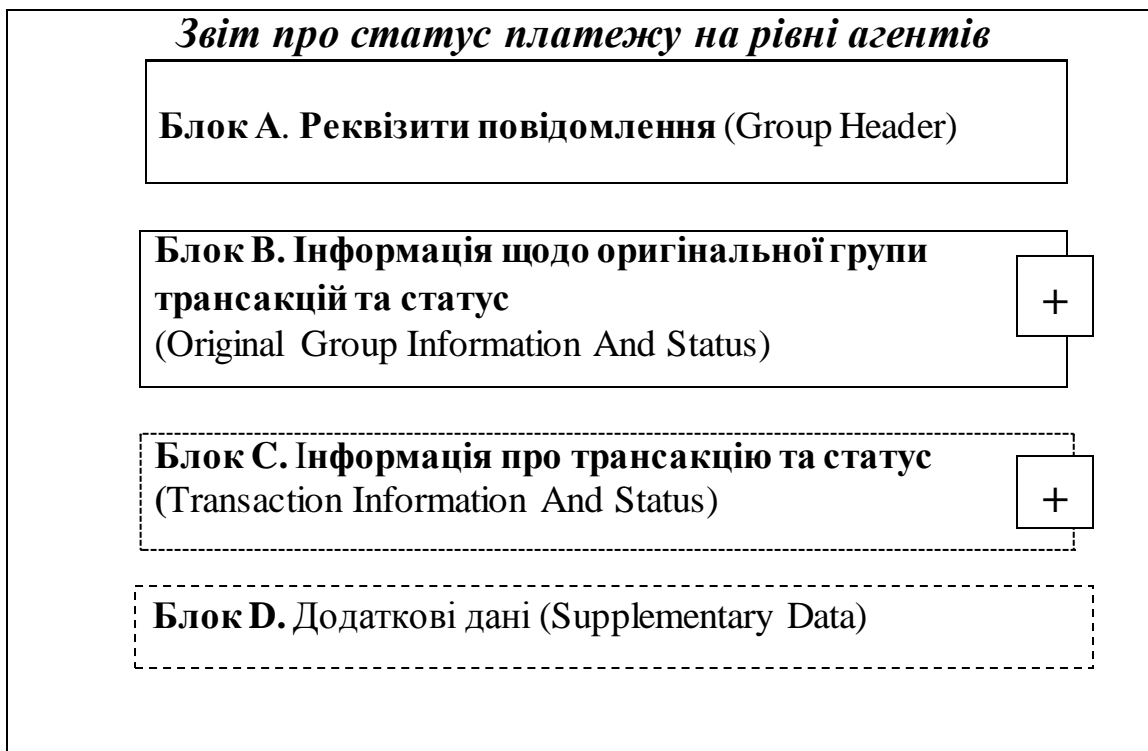 Звіт про статус платежу на рівні агентів
Блок A. Реквізити повідомлення (Group Header)
Блок B. Інформація щодо оригінальної групи
трансакцій та статус
(Original Group Information And Status)
+
Блок C. Інформація про трансакцію та статус
(Transaction Information And Status)
+
Блок D. Додаткові дані (Supplementary Data)